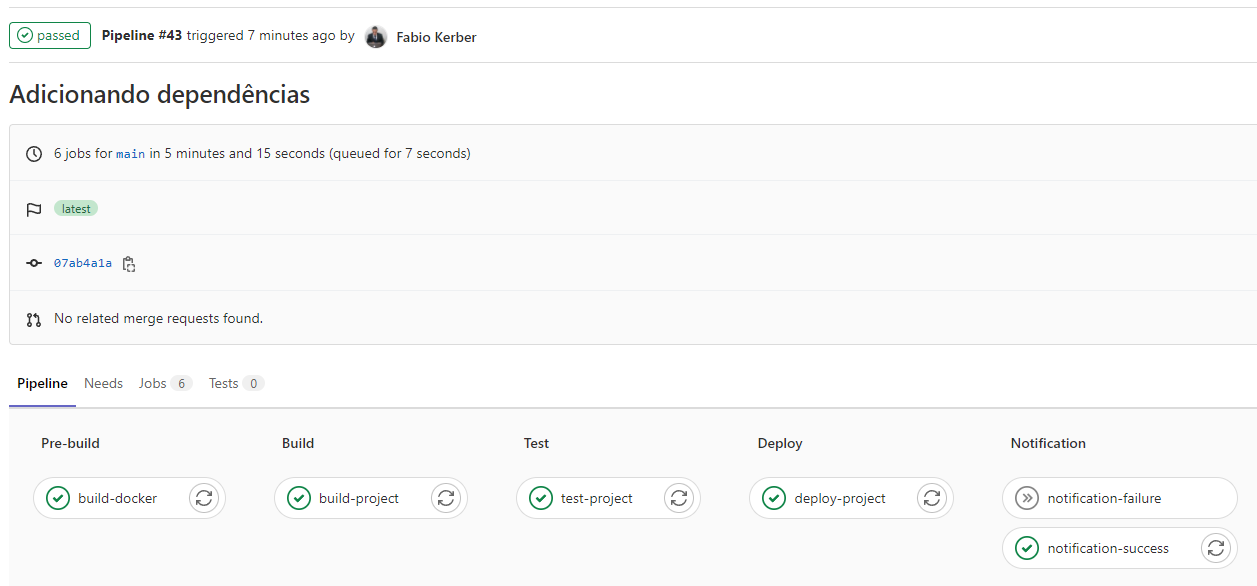 passed Pipeline #43 triggered 7 minutes ago by Fabio Kerber
Adicionando dependências
6 jobs for main in 5 minutes and 15 seconds (queued for 7 seconds)
latest
07ab4a1a
No related merge requests found.
Pipeline Needs Jobs 6 Tests 0
Pre-build Build Test Deploy Notification
build-docker build-project test-project deploy-project notification-failure
notification-success